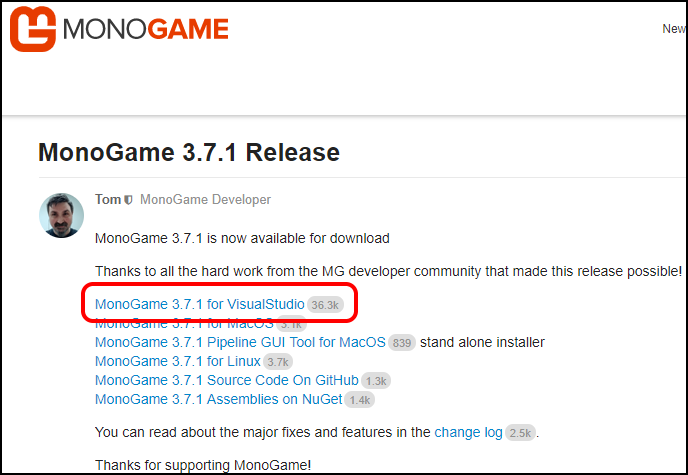 MONOGAME
New
MonoGame 3.7.1 Release
Tom MonoGame Developer
MonoGame 3.7.1 is now available for download
Thanks to all the hard work from the MG developer community that made this release possible!
MonoGame 3.7.1 for VisualStudio 36.3k
MonoGame 3.7.1 for MacOS 3.1k
MonoGame 3.7.1 Pipeline GUI Tool for MacOS 839 stand alone installer
MonoGame 3.7.1 for Linux 3.7k
MonoGame 3.7.1 Source Code On GitHub 1.3k
MonoGame 3.7.1 Assemblies on NuGet 1.4k
You can read about the major fixes and features in the change log 2.5k .
Thanks for supporting MonoGame!